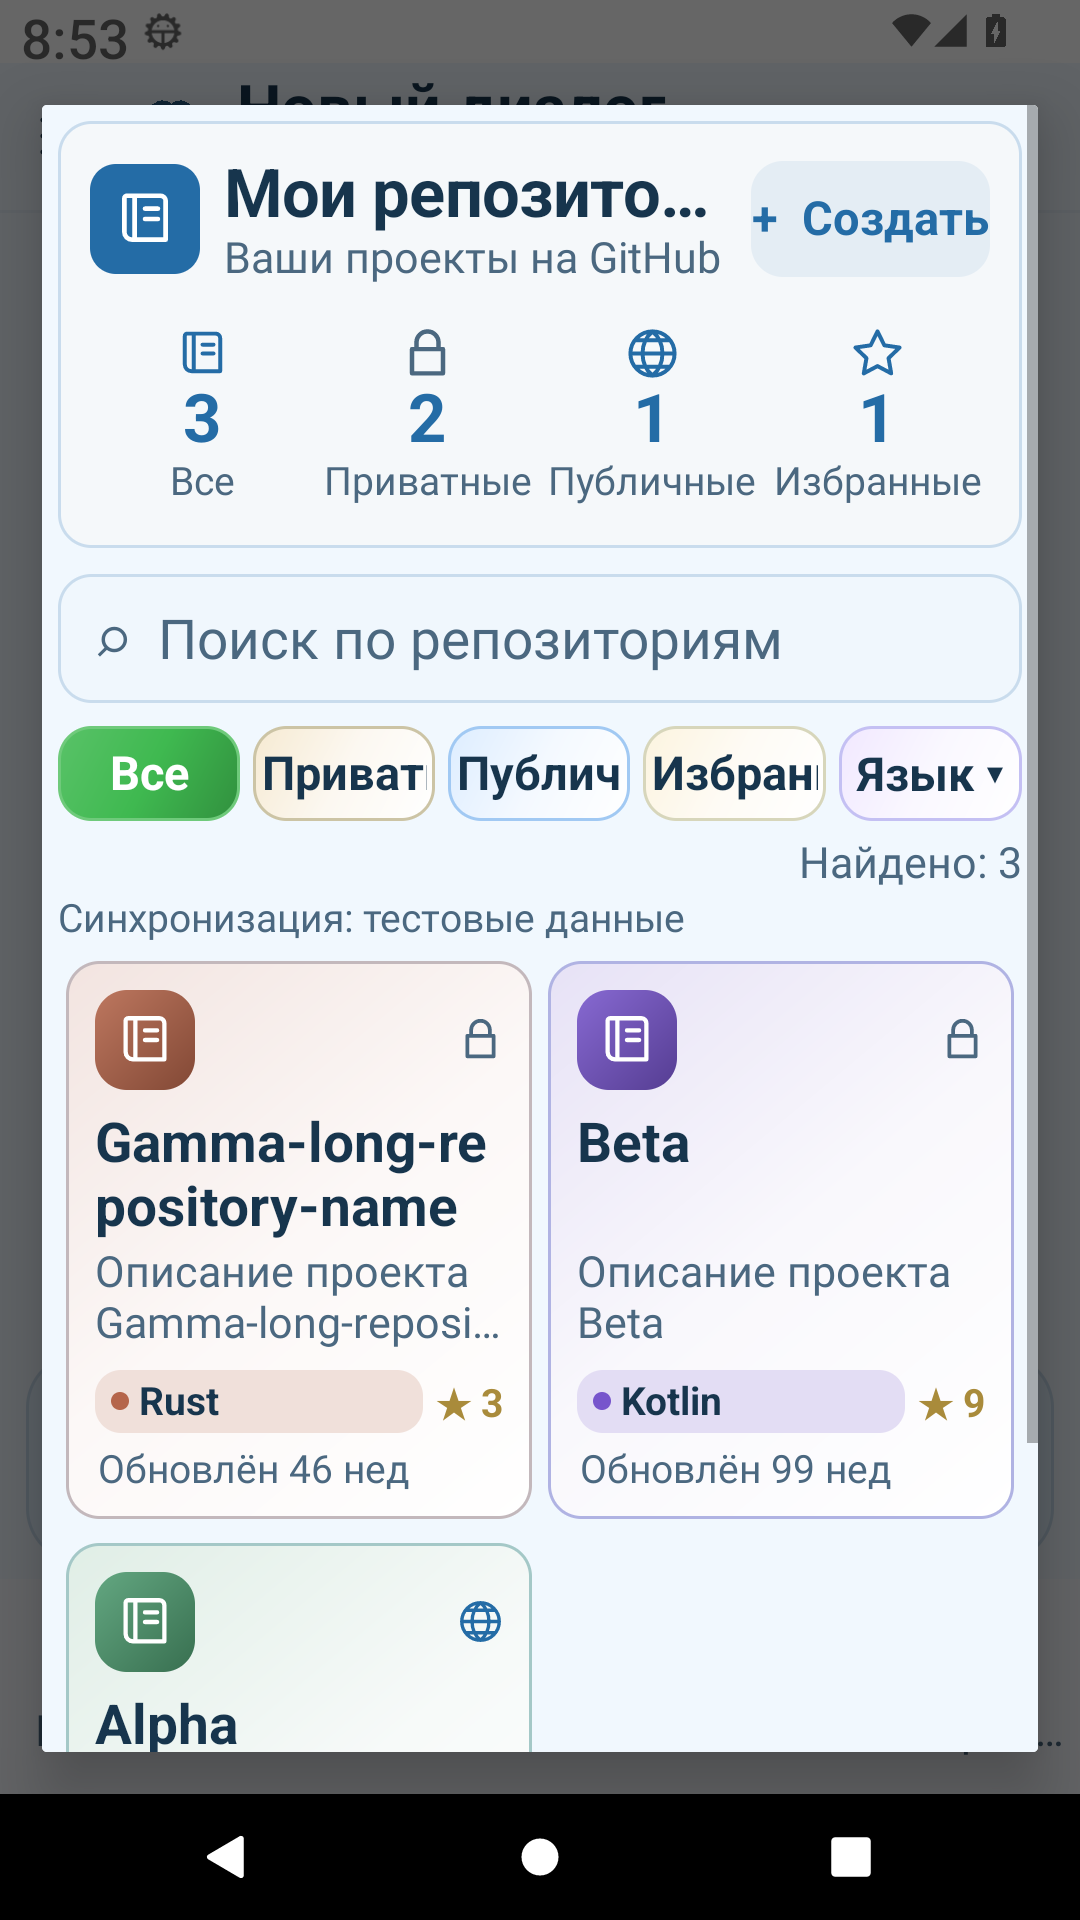 8:53
Новый диалог
Мои репозито...
Ваши проекты на GitHub
+ Создать
3
2
1
1
Все
Приватные
Публичные
Избранные
Поиск по репозиториям
Все
Приват
Публич
Избран
Язык ▾
Найдено: 3
Синхронизация: тестовые данные
Gamma-long-re
pository-name
Описание проекта
Gamma-long-reposi...
Rust
★ 3
Обновлён 46 нед
Beta
Описание проекта
Beta
Kotlin
★ 9
Обновлён 99 нед
Alpha